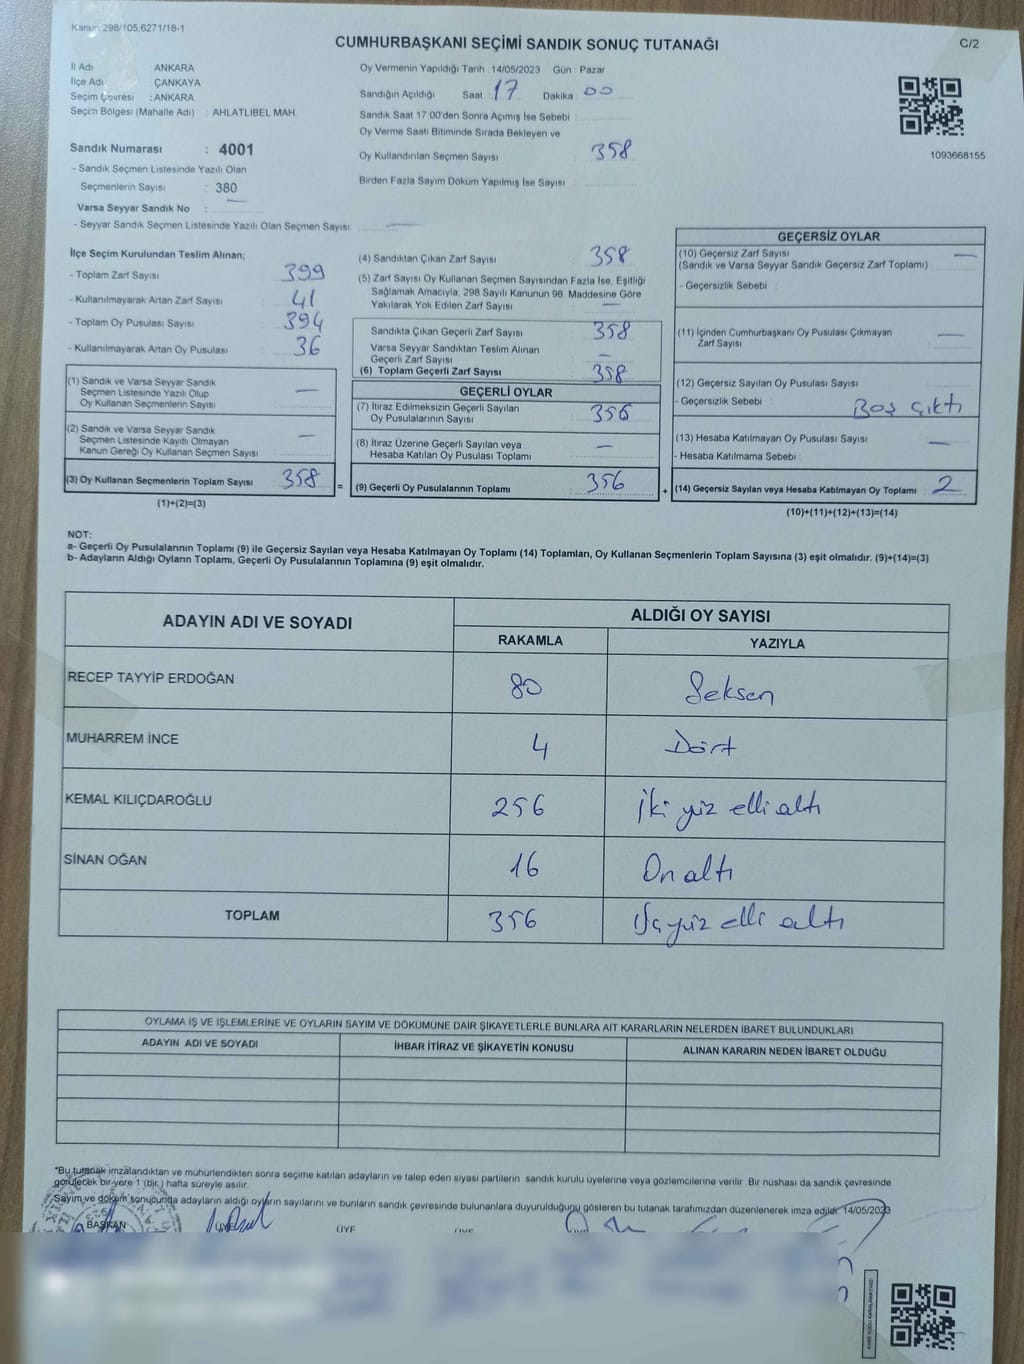 Kanun 298/105,6271/18-1
CUMHURBAŞKANI SEÇİMİ SANDIK SONUÇ TUTANAĞI
C/2
İl Adı : ANKARA
İlçe Adı : ÇANKAYA
Seçim Çevresi : ANKARA
Seçim Bölgesi (Mahalle Adı) : AHLATLIBEL MAH
Sandık Numarası : 4001
- Sandık Seçmen Listesinde Yazılı Olan
Seçmenlerin Sayısı : 380
Varsa Seyyar Sandık No : —
- Seyyar Sandık Seçmen Listesinde Yazılı Olan Seçmen Sayısı —
Oy Vermenin Yapıldığı Tarih : 14/05/2023 Gün : Pazar
Sandığın Açıldığı Saat 17 Dakika 00
Sandık Saat 17:00'den Sonra Açımış İse Sebebi
Oy Verme Saati Bitiminde Sırada Bekleyen ve
Oy Kullandırılan Seçmen Sayısı 358
Birden Fazla Sayım Döküm Yapılmış İse Sayısı :
1093668155
İlçe Seçim Kurulundan Teslim Alınan;
- Toplam Zarf Sayısı 399
- Kullanılmayarak Artan Zarf Sayısı 41
- Toplam Oy Pusulası Sayısı 394
- Kullanılmayarak Artan Oy Pusulası 36
(1) Sandık ve Varsa Seyyar Sandık
Seçmen Listesinde Yazılı Olup
Oy Kullanan Seçmenlerin Sayısı : —
(2) Sandık ve Varsa Seyyar Sandık
Seçmen Listesinde Kayıtlı Olmayan
Kanun Gereği Oy Kullanan Seçmen Sayısı : —
(3) Oy Kullanan Seçmenlerin Toplam Sayısı : 358 =
(1)+(2)=(3)
(4) Sandıktan Çıkan Zarf Sayısı 358
(5) Zarf Sayısı Oy Kullanan Seçmen Sayısından Fazla İse, Eşitliği
Sağlamak Amacıyla, 298 Sayılı Kanunun 98. Maddesine Göre
Yakılarak Yok Edilen Zarf Sayısı : —
Sandıkta Çıkan Geçerli Zarf Sayısı 358
Varsa Seyyar Sandıktan Teslim Alınan
Geçerli Zarf Sayısı —
(6) Toplam Geçerli Zarf Sayısı 358
GEÇERLİ OYLAR
(7) İtiraz Edilmeksizin Geçerli Sayılan
Oy Pusulalarının Sayısı : 356
(8) İtiraz Üzerine Geçerli Sayılan veya
Hesaba Katılan Oy Pusulası Toplamı —
(9) Geçerli Oy Pusulalarının Toplamı : 356 +
GEÇERSİZ OYLAR
(10) Geçersiz Zarf Sayısı
(Sandık ve Varsa Seyyar Sandık Geçersiz Zarf Toplamı) —
- Geçersizlik Sebebi :
(11) İçinden Cumhurbaşkanı Oy Pusulası Çıkmayan
Zarf Sayısı —
(12) Geçersiz Sayılan Oy Pusulası Sayısı
- Geçersizlik Sebebi : Boş çıktı
(13) Hesaba Katılmayan Oy Pusulası Sayısı —
- Hesaba Katılmama Sebebi :
(14) Geçersiz Sayılan veya Hesaba Katılmayan Oy Toplamı : 2
(10)+(11)+(12)+(13)=(14)
NOT:
a- Geçerli Oy Pusulalarının Toplamı (9) ile Geçersiz Sayılan veya Hesaba Katılmayan Oy Toplamı (14) Toplamları, Oy Kullanan Seçmenlerin Toplam Sayısına (3) eşit olmalıdır. (9)+(14)=(3)
b- Adayların Aldığı Oyların Toplamı, Geçerli Oy Pusulalarının Toplamına (9) eşit olmalıdır.
ADAYIN ADI VE SOYADI
ALDIĞI OY SAYISI
RAKAMLA YAZIYLA
RECEP TAYYİP ERDOĞAN 80 Seksen
MUHARREM İNCE 4 Dört
KEMAL KILIÇDAROĞLU 256 İki yüz elli altı
SİNAN OĞAN 16 On altı
TOPLAM 356 Üç yüz elli altı
OYLAMA İŞ VE İŞLEMLERİNE VE OYLARIN SAYIM VE DÖKÜMÜNE DAİR ŞİKAYETLERLE BUNLARA AİT KARARLARIN NELERDEN İBARET BULUNDUKLARI
ADAYIN ADI VE SOYADI İHBAR İTİRAZ VE ŞİKAYETİN KONUSU ALINAN KARARIN NEDEN İBARET OLDUĞU
*Bu tutanak imzalandıktan ve mühürlendikten sonra seçime katılan adayların ve talep eden siyasi partilerin sandık kurulu üyelerine veya gözlemcilerine verilir. Bir nüshası da sandık çevresinde
görülecek bir yere 1 (bir) hafta süreyle asılır.
Sayım ve döküm sonucunda adayların aldığı oyların sayılarını ve bunların sandık çevresinde bulunanlara duyurulduğunu gösteren bu tutanak tarafımızdan düzenlenerek imza edildi. 14/05/2023
BAŞKAN ÜYE